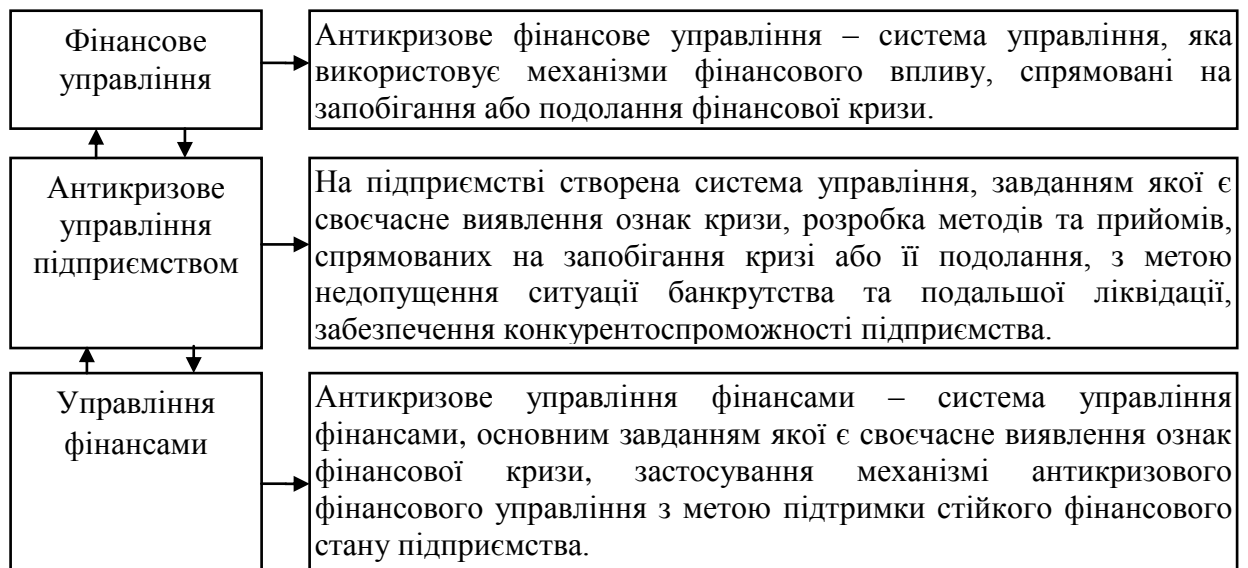 Фінансове
управління
Антикризове фінансове управління – система управління, яка
використовує механізми фінансового впливу, спрямовані на
запобігання або подолання фінансової кризи.
Антикризове
управління
підприємством
На підприємстві створена система управління, завданням якої є
своєчасне виявлення ознак кризи, розробка методів та прийомів,
спрямованих на запобігання кризі або її подолання, з метою
недопущення ситуації банкрутства та подальшої ліквідації,
забезпечення конкурентоспроможності підприємства.
Управління
фінансами
Антикризове управління фінансами – система управління
фінансами, основним завданням якої є своєчасне виявлення ознак
фінансової кризи, застосування механізмі антикризового
фінансового управління з метою підтримки стійкого фінансового
стану підприємства.